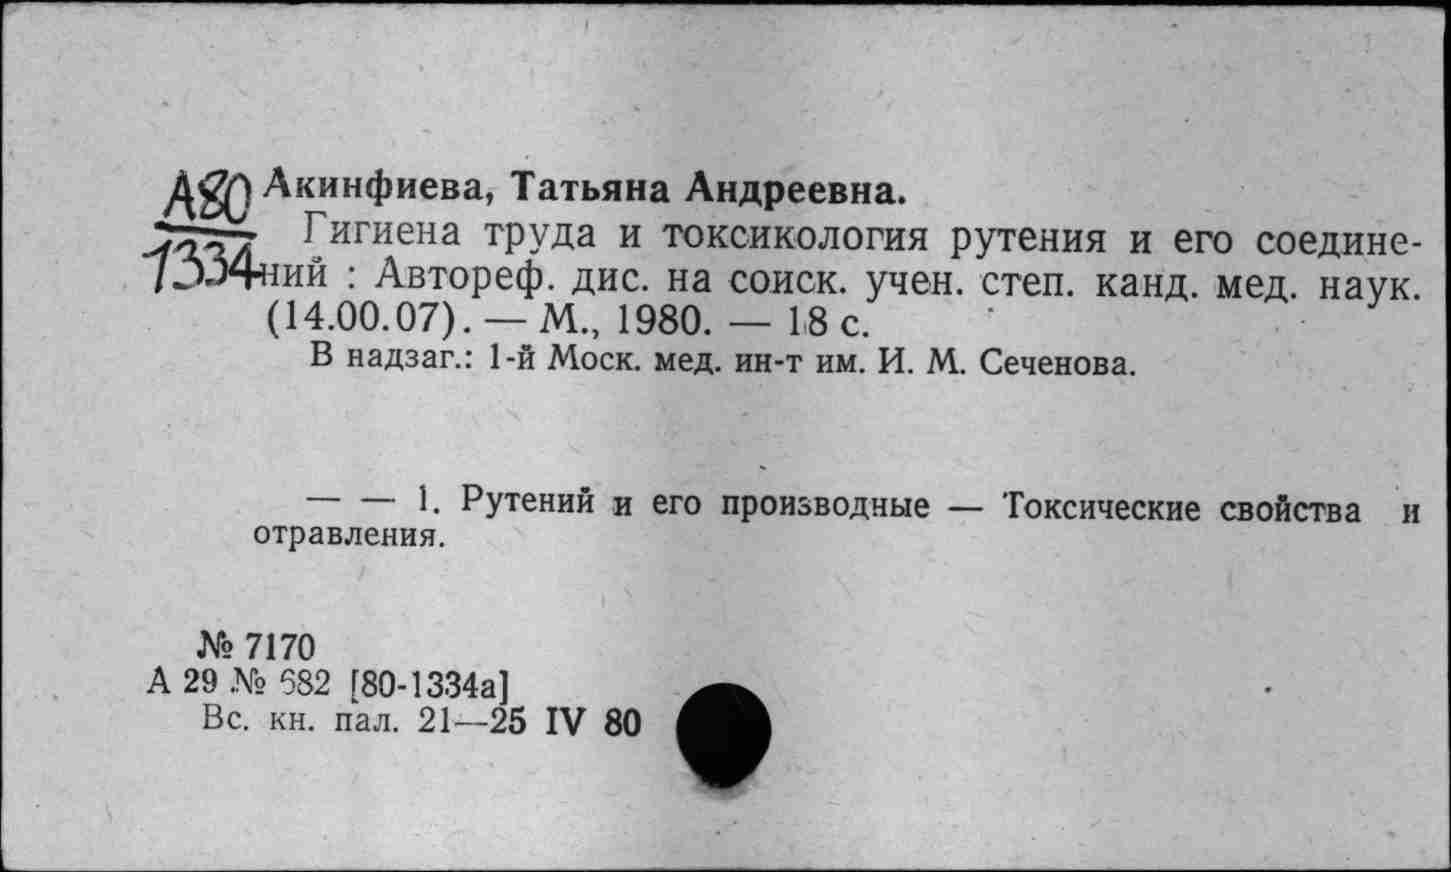 А80 Акинфиева, Татьяна Андреевна.
Гигиена труда и токсикология рутения и его соедине-
1334 ний : Автореф. дис. на соиск. учен. степ. канд. мед. наук.
(14.00.07). — М., 1980. — 18 с.
В надзаг.: 1-й Моск. мед. ин-т им. И. М. Сеченова.
— — 1. Рутений и его производные — Токсические свойства и
отравления.
№ 7170
А 29 № 682 [80-1334а]
Вс. кн. пал. 21—25 IV 80